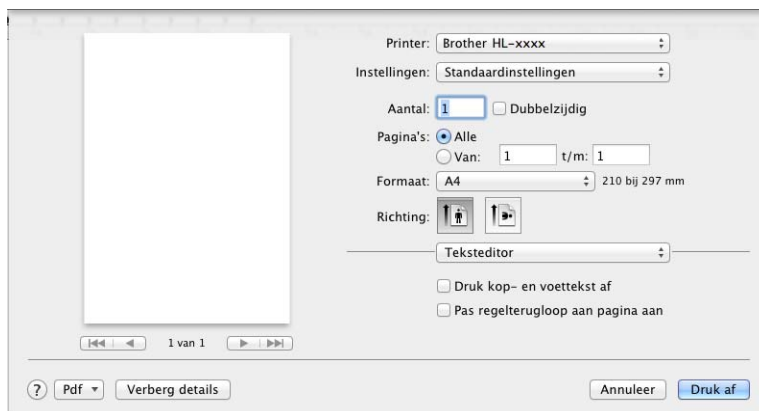 Printer: Brother HL-xxxx
Instellingen: Standaardinstellingen
Aantal: 1 Dubbelzijdig
Pagina's: Alle
Van: 1 t/m: 1
Formaat: A4 210 bij 297 mm
Richting:
Teksteditor
Druk kop- en voettekst af
Pas regelterugloop aan pagina aan
1 van 1
? Pdf Verberg details Annuleer Druk af